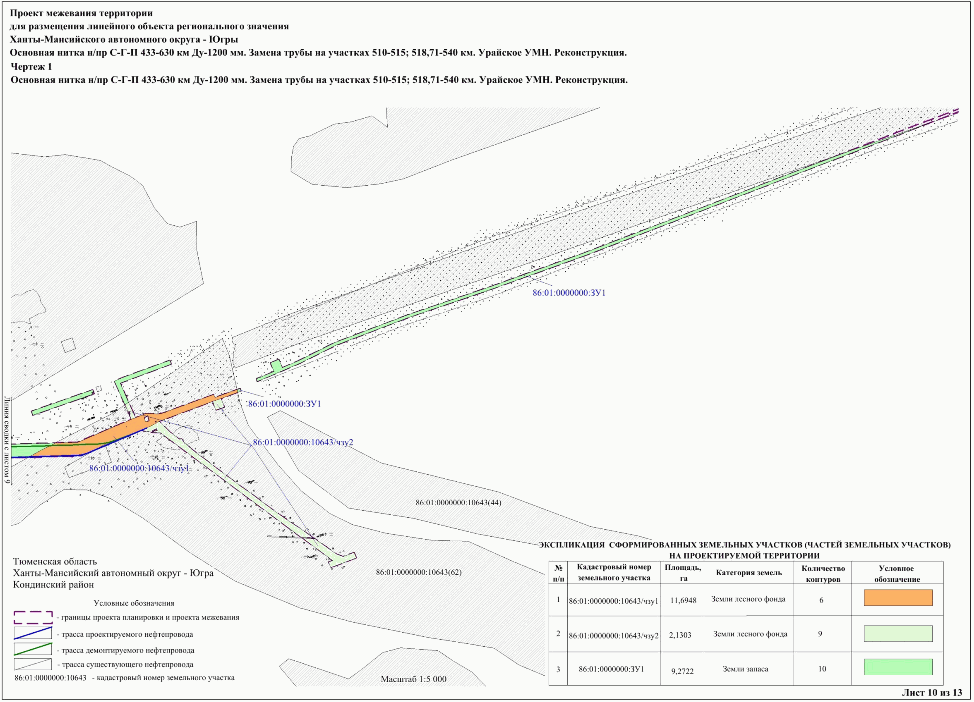 Проект межевания территории
для размещения линейного объекта регионального значения
Ханты-Мансийского автономного округа - Югры
Основная нитка н/пр С-Г-П 433-630 км Ду-1200 мм. Замена трубы на участках 510-515; 518,71-540 км. Урайское УМН. Реконструкция.
Чертеж 1
Основная нитка н/пр С-Г-П 433-630 км Ду-1200 мм. Замена трубы на участках 510-515; 518,71-540 км. Урайское УМН. Реконструкция.
86:01:0000000:ЗУ1
86:01:0000000:ЗУ1
86:01:0000000:10643/чзу2
86:01:0000000:10643/чзу1
Линия сводки с листом 9
86:01:0000000:10643(44)
86:01:0000000:10643(62)
Тюменская область
Ханты-Мансийский автономный округ - Югра
Кондинский район
Условные обозначения
- границы проекта планировки и проекта межевания
- трасса проектируемого нефтепровода
- трасса демонтируемого нефтепровода
- трасса существующего нефтепровода
86:01:0000000:10643 - кадастровый номер земельного участка
Масштаб 1:5 000
ЭКСПЛИКАЦИЯ СФОРМИРОВАННЫХ ЗЕМЕЛЬНЫХ УЧАСТКОВ (ЧАСТЕЙ ЗЕМЕЛЬНЫХ УЧАСТКОВ)
НА ПРОЕКТИРУЕМОЙ ТЕРРИТОРИИ
№ п/п Кадастровый номер земельного участка Площадь, га Категория земель Количество контуров Условное обозначение
1 86:01:0000000:10643/чзу1 11,6948 Земли лесного фонда 6
2 86:01:0000000:10643/чзу2 2,1303 Земли лесного фонда 9
3 86:01:0000000:ЗУ1 9,2722 Земли запаса 10
Лист 10 из 13